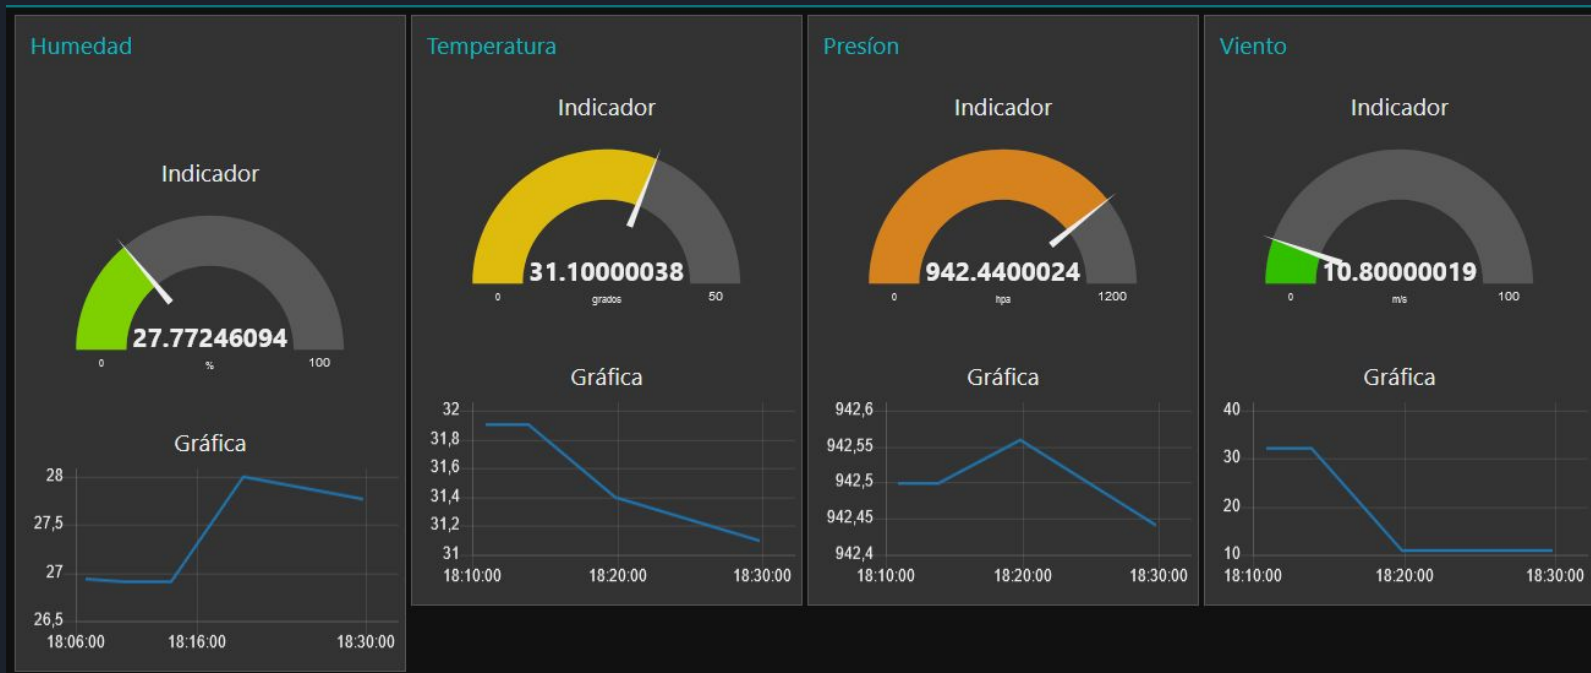 Humedad
Indicador
27.77246094
0
%
100
Gráfica
28
27,5
27
26,5
18:06:00 18:16:00 18:30:00
Temperatura
Indicador
31.10000038
0
grados
50
Gráfica
32
31,8
31,6
31,4
31,2
31
18:10:00 18:20:00 18:30:00
Presíon
Indicador
942.4400024
0
hpa
1200
Gráfica
942,6
942,55
942,5
942,45
942,4
18:10:00 18:20:00 18:30:00
Viento
Indicador
10.80000019
0
m/s
100
Gráfica
40
30
20
10
18:10:00 18:20:00 18:30:00